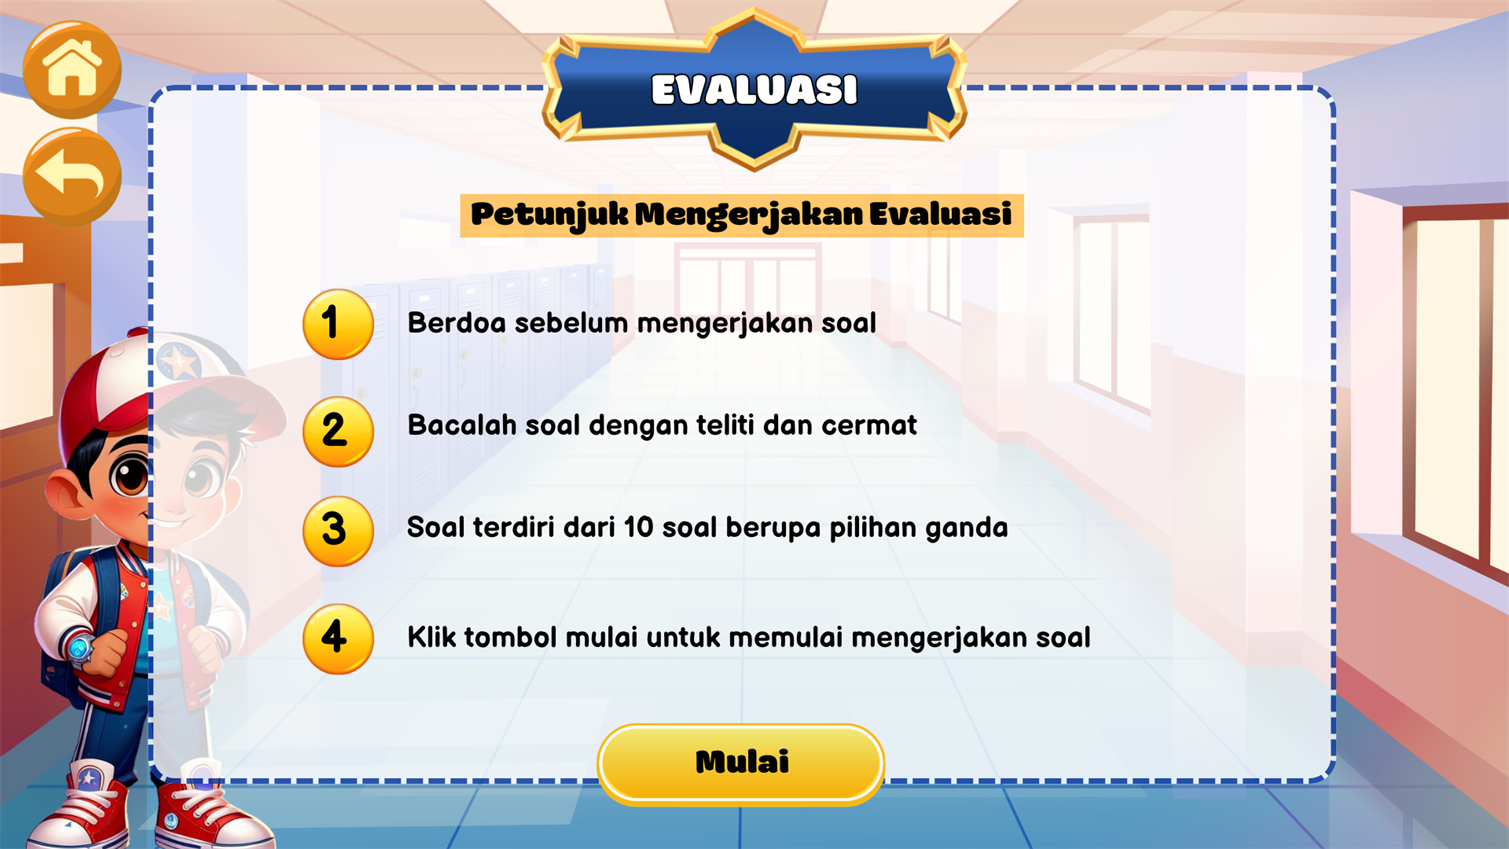 EVALUASI
Petunjuk Mengerjakan Evaluasi
1 Berdoa sebelum mengerjakan soal
2 Bacalah soal dengan teliti dan cermat
3 Soal terdiri dari 10 soal berupa pilihan ganda
4 Klik tombol mulai untuk memulai mengerjakan soal
Mulai